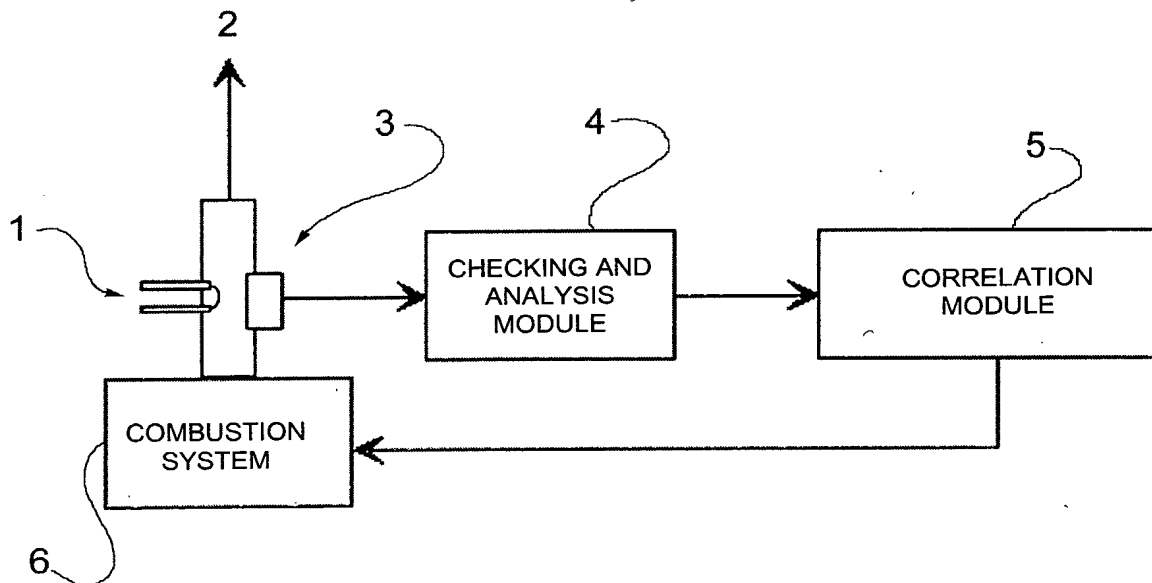 2
3
4
5
1
CHECKING AND
ANALYSIS
MODULE
CORRELATION
MODULE
COMBUSTION
SYSTEM
6